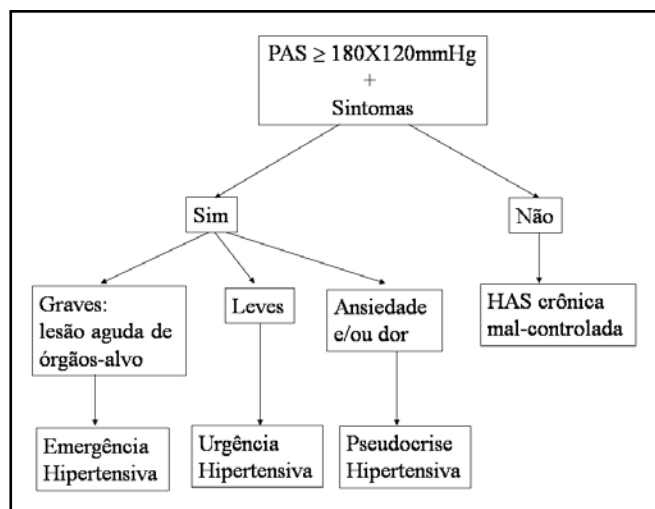 PAS ≥ 180X120mmHg
+
Sintomas
Sim
Não
Graves:
lesão aguda de
órgãos-alvo
Leves
Ansiedade
e/ou dor
HAS crônica
mal-controlada
Emergência
Hipertensiva
Urgência
Hipertensiva
Pseudocrise
Hipertensiva